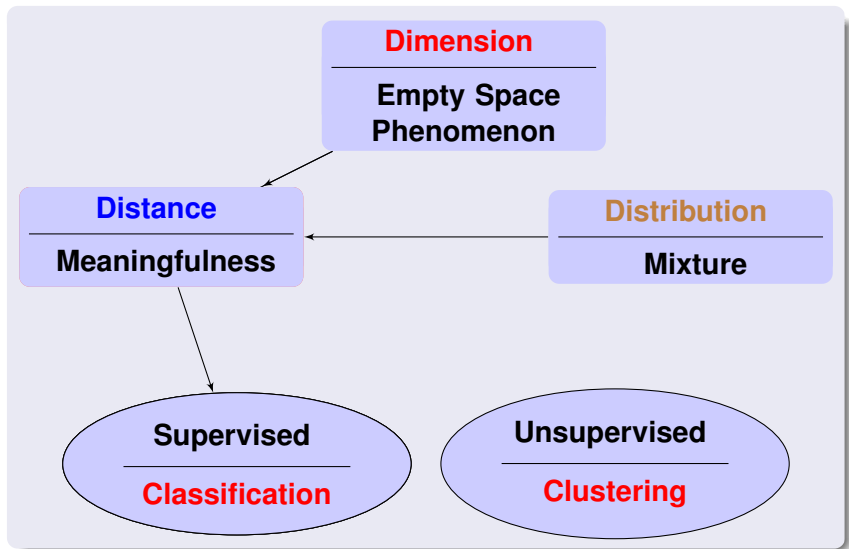 Dimension
Empty Space
Phenomenon
Distance
Meaningfulness
Distribution
Mixture
Supervised
Classification
Unsupervised
Clustering